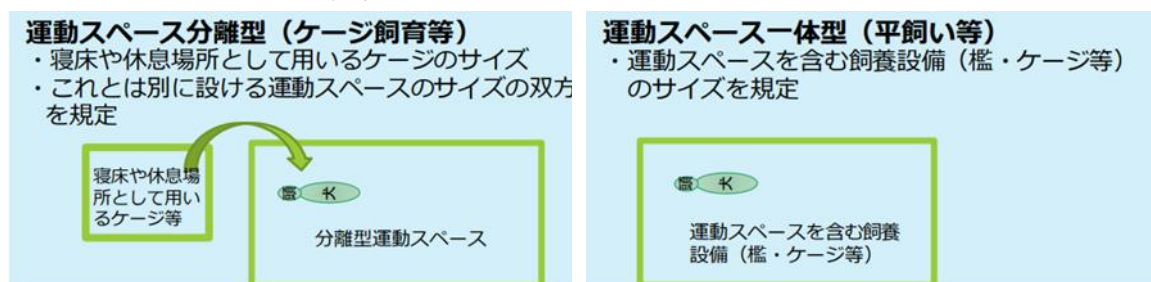 運動スペース分離型（ケージ飼育等）
・寝床や休息場所として用いるケージのサイズ
・これとは別に設ける運動スペースのサイズの双方
を規定
寝床や休息場
所として用い
るケージ等
頭 犬
分離型運動スペース
運動スペース一体型（平飼い等）
・運動スペースを含む飼養設備（檻・ケージ等）
のサイズを規定
頭 犬
運動スペースを含む飼養
設備（檻・ケージ等）